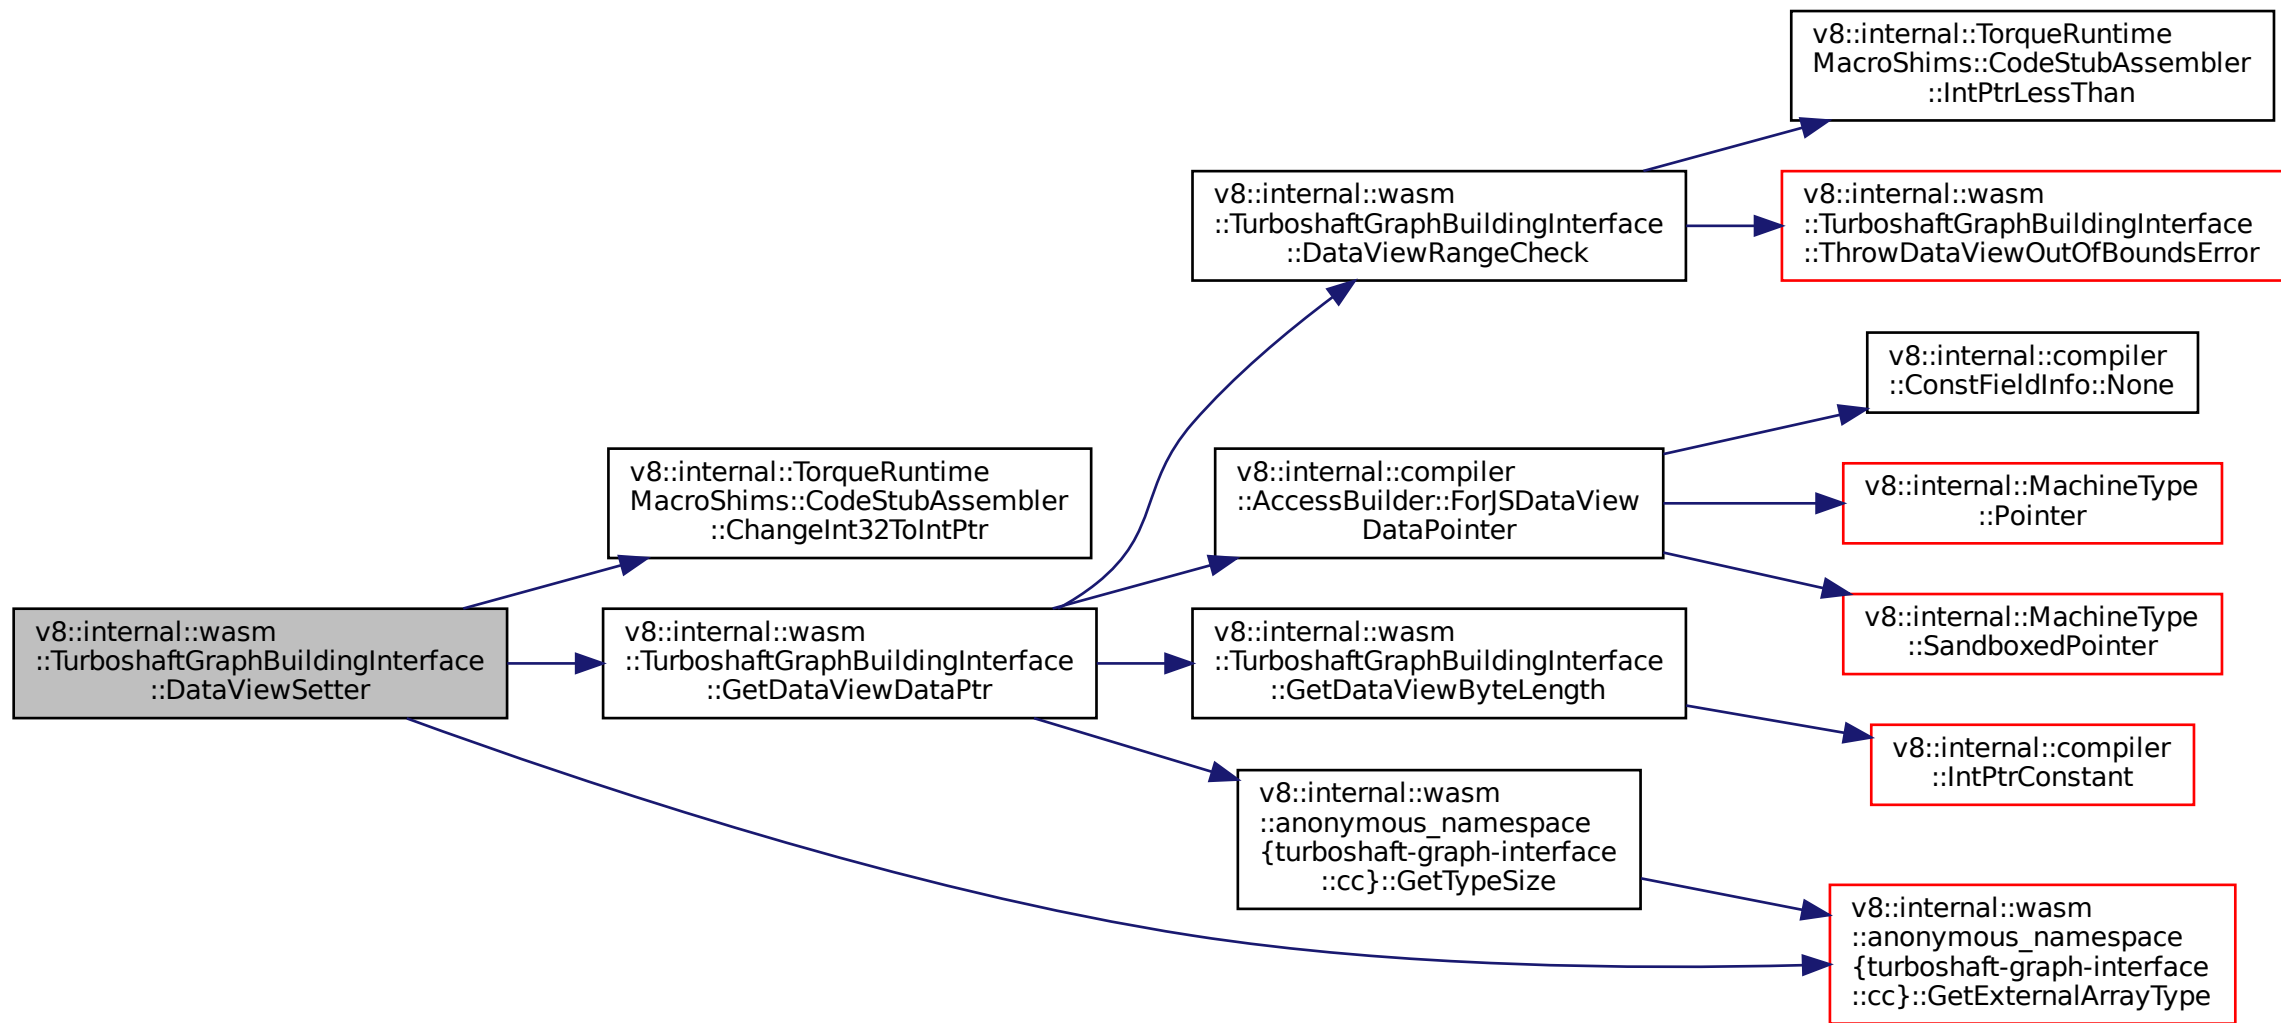 v8::internal::TorqueRuntime
MacroShims::CodeStubAssembler
::IntPtrLessThan
v8::internal::wasm
::TurboshaftGraphBuildingInterface
::DataViewRangeCheck
v8::internal::wasm
::TurboshaftGraphBuildingInterface
::ThrowDataViewOutOfBoundsError
v8::internal::compiler
::ConstFieldInfo::None
v8::internal::TorqueRuntime
MacroShims::CodeStubAssembler
::ChangeInt32ToIntPtr
v8::internal::compiler
::AccessBuilder::ForJSDataView
DataPointer
v8::internal::MachineType
::Pointer
v8::internal::MachineType
::SandboxedPointer
v8::internal::wasm
::TurboshaftGraphBuildingInterface
::DataViewSetter
v8::internal::wasm
::TurboshaftGraphBuildingInterface
::GetDataViewDataPtr
v8::internal::wasm
::TurboshaftGraphBuildingInterface
::GetDataViewByteLength
v8::internal::compiler
::IntPtrConstant
v8::internal::wasm
::anonymous_namespace
{turboshaft-graph-interface
::cc}::GetTypeSize
v8::internal::wasm
::anonymous_namespace
{turboshaft-graph-interface
::cc}::GetExternalArrayType